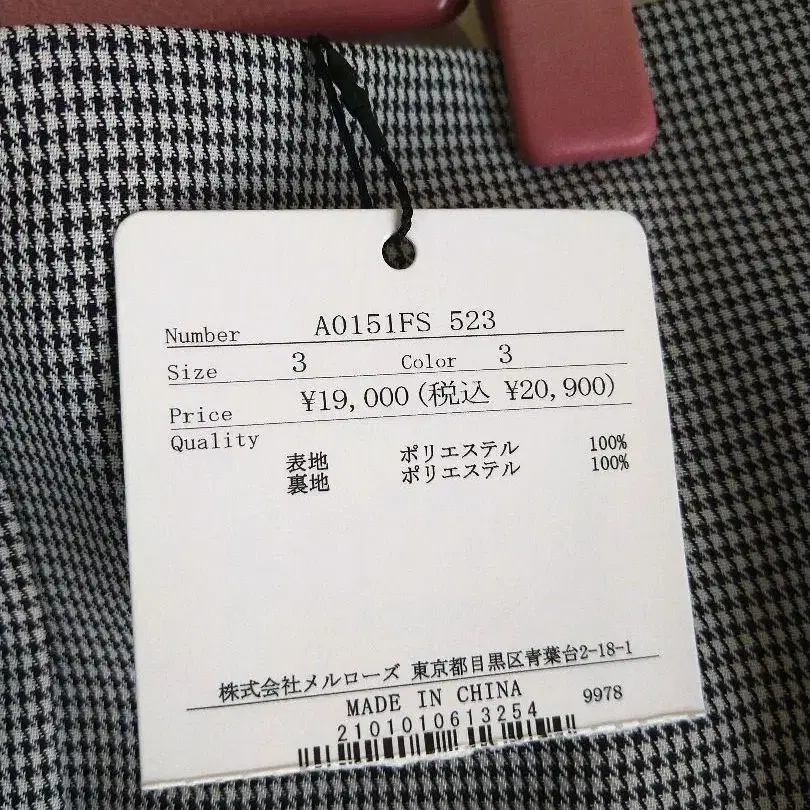 Number A0151FS 523
Size 3 Color 3
Price ¥19,000(税込 ¥20,900)
Quality
表地 ポリエステル 100%
裏地 ポリエステル 100%
株式会社メルローズ 東京都目黒区青葉台2-18-1
MADE IN CHINA 9978
2101010613254